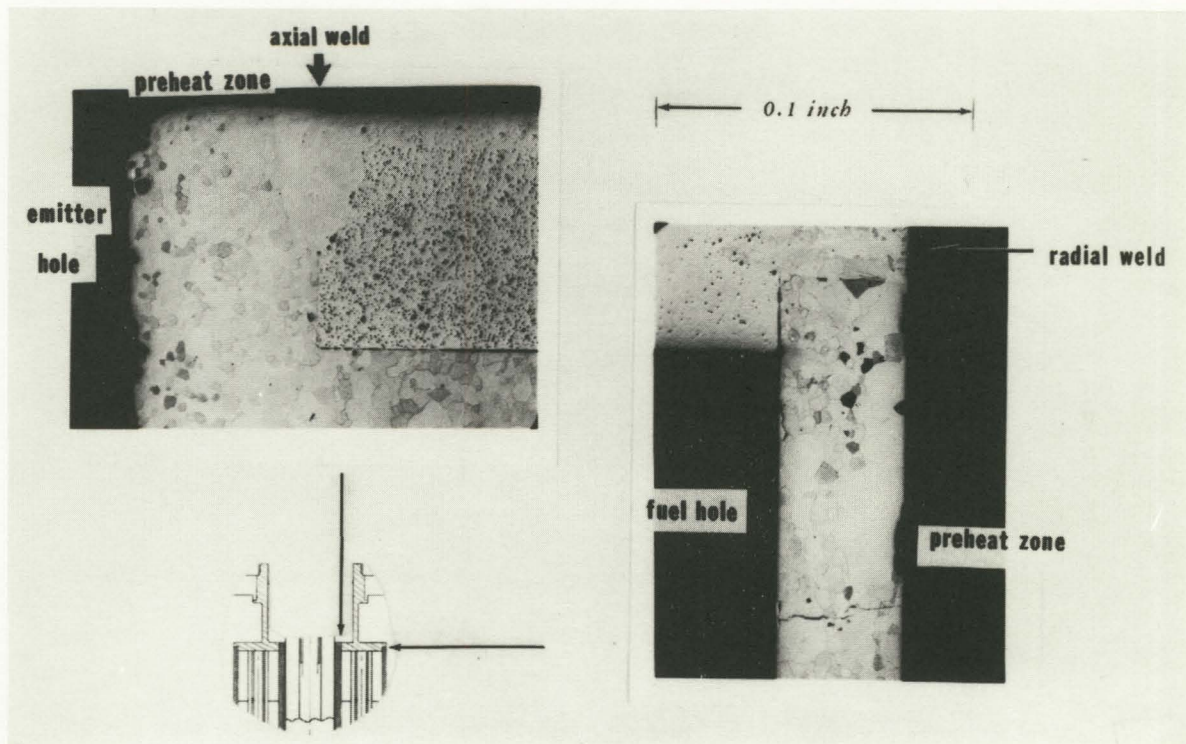 axial weld
preheat zone
emitter
hole
0.1 inch
radial weld
fuel hole
preheat zone